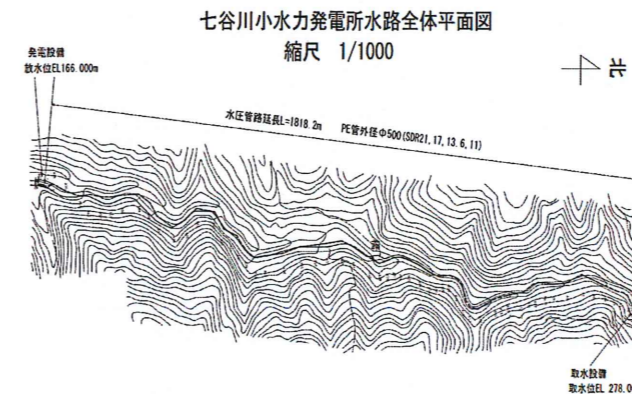 七谷川小水力発電所水路全体平面図
縮尺 1/1000
北
発電設備
放水位EL166.000m
水圧管路延長L=1818.2m PE管外径Φ500(SDR21, 17, 13.6, 11)
取水設備
取水位EL 278.0